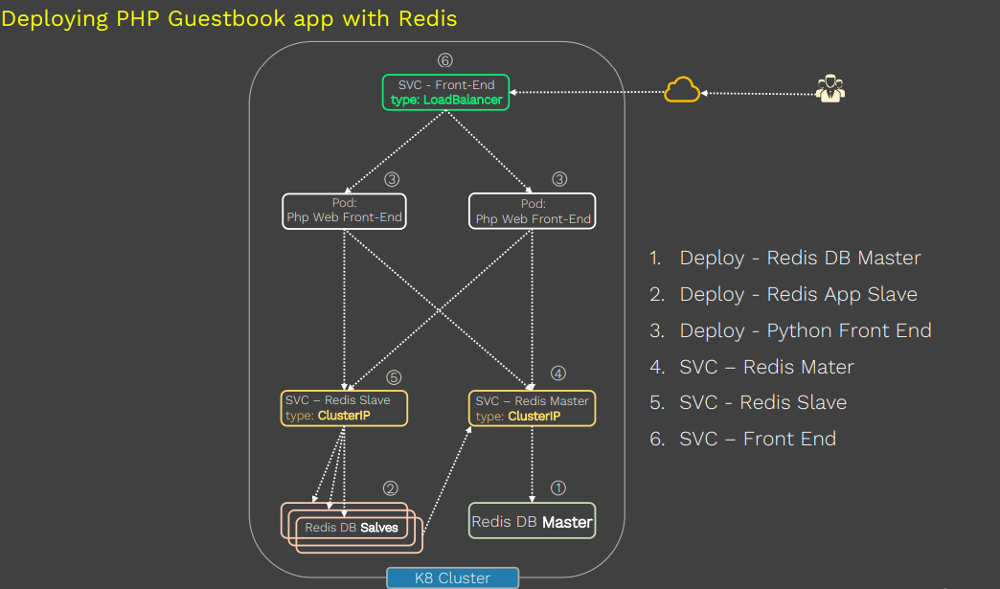 Deploying PHP Guestbook app with Redis
6
SVC - Front-End
type: LoadBalancer
3
Pod:
Php Web Front-End
3
Pod:
Php Web Front-End
1. Deploy - Redis DB Master
2. Deploy - Redis App Slave
3. Deploy - Python Front End
4. SVC – Redis Mater
5. SVC - Redis Slave
6. SVC – Front End
5
SVC – Redis Slave
type: ClusterIP
4
SVC – Redis Master
type: ClusterIP
2
Redis DB Salves
1
Redis DB Master
K8 Cluster